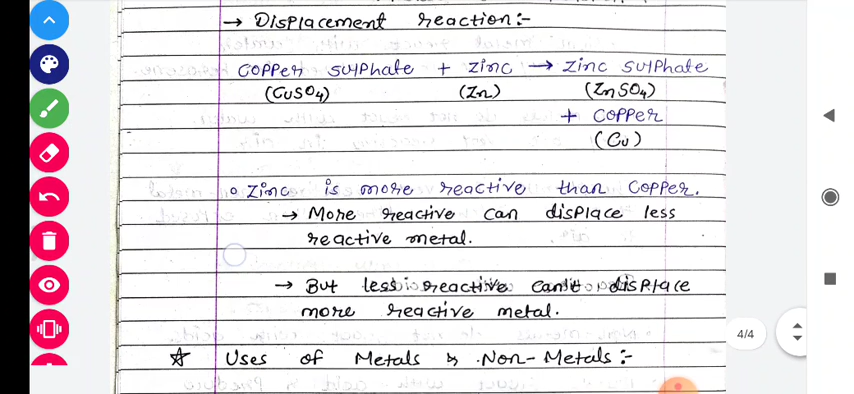 → Displacement reaction:-
Copper sulphate + zinc → zinc sulphate
(CuSO4) (Zn) (ZnSO4)
+ Copper
(Cu)
o Zinc is more reactive than copper.
→ More reactive can displace less
reactive metal.
→ But less reactive can't displace
more reactive metal.
☆ Uses of Metals & Non-Metals:-
4/4